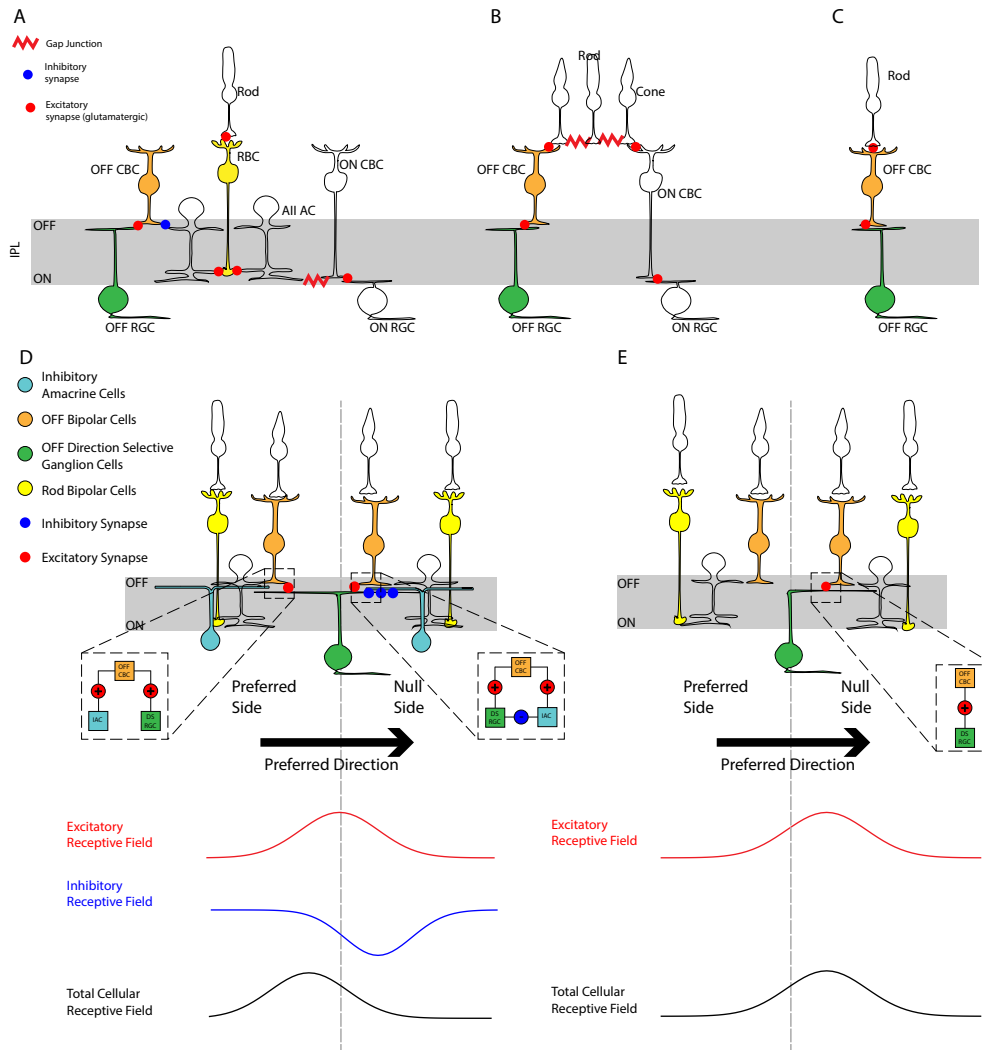 A
B
C
Gap Junction
Inhibitory
synapse
Excitatory
synapse (glutamatergic)
Rod
RBC
OFF CBC
ON CBC
AII AC
OFF
IPL
ON
OFF RGC
ON RGC
Rod
Cone
OFF CBC
ON CBC
OFF RGC
ON RGC
Rod
OFF CBC
OFF RGC
D
E
Inhibitory
Amacrine Cells
OFF Bipolar Cells
OFF Direction Selective
Ganglion Cells
Rod Bipolar Cells
Inhibitory Synapse
Excitatory Synapse
OFF
ON
OFF
CBC
+
+
IAC
DS
RGC
Preferred
Side
Null
Side
OFF
CBC
+
+
DS
RGC
-
IAC
Preferred Direction
OFF
ON
Preferred
Side
Null
Side
OFF
CBC
+
DS
RGC
Preferred Direction
Excitatory
Receptive Field
Inhibitory
Receptive Field
Total Cellular
Receptive Field
Excitatory
Receptive Field
Total Cellular
Receptive Field